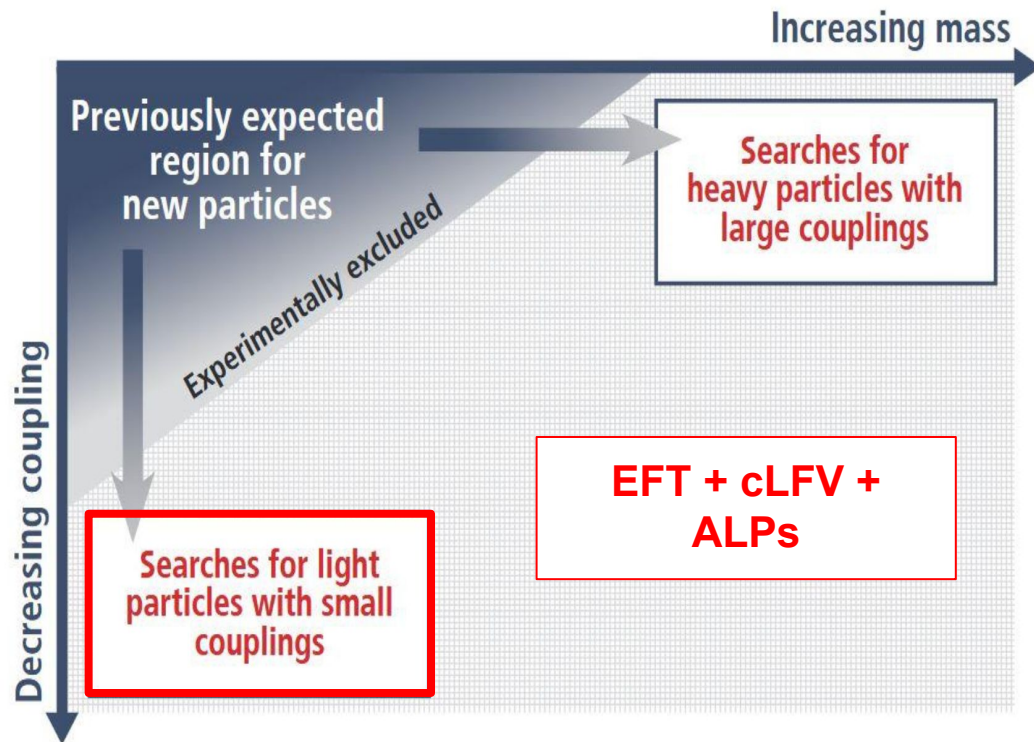 Increasing mass
Previously expected
region for
new particles
Searches for
heavy particles with
large couplings
Experimentally excluded
Decreasing coupling
EFT + cLFV +
ALPs
Searches for light
particles with small
couplings